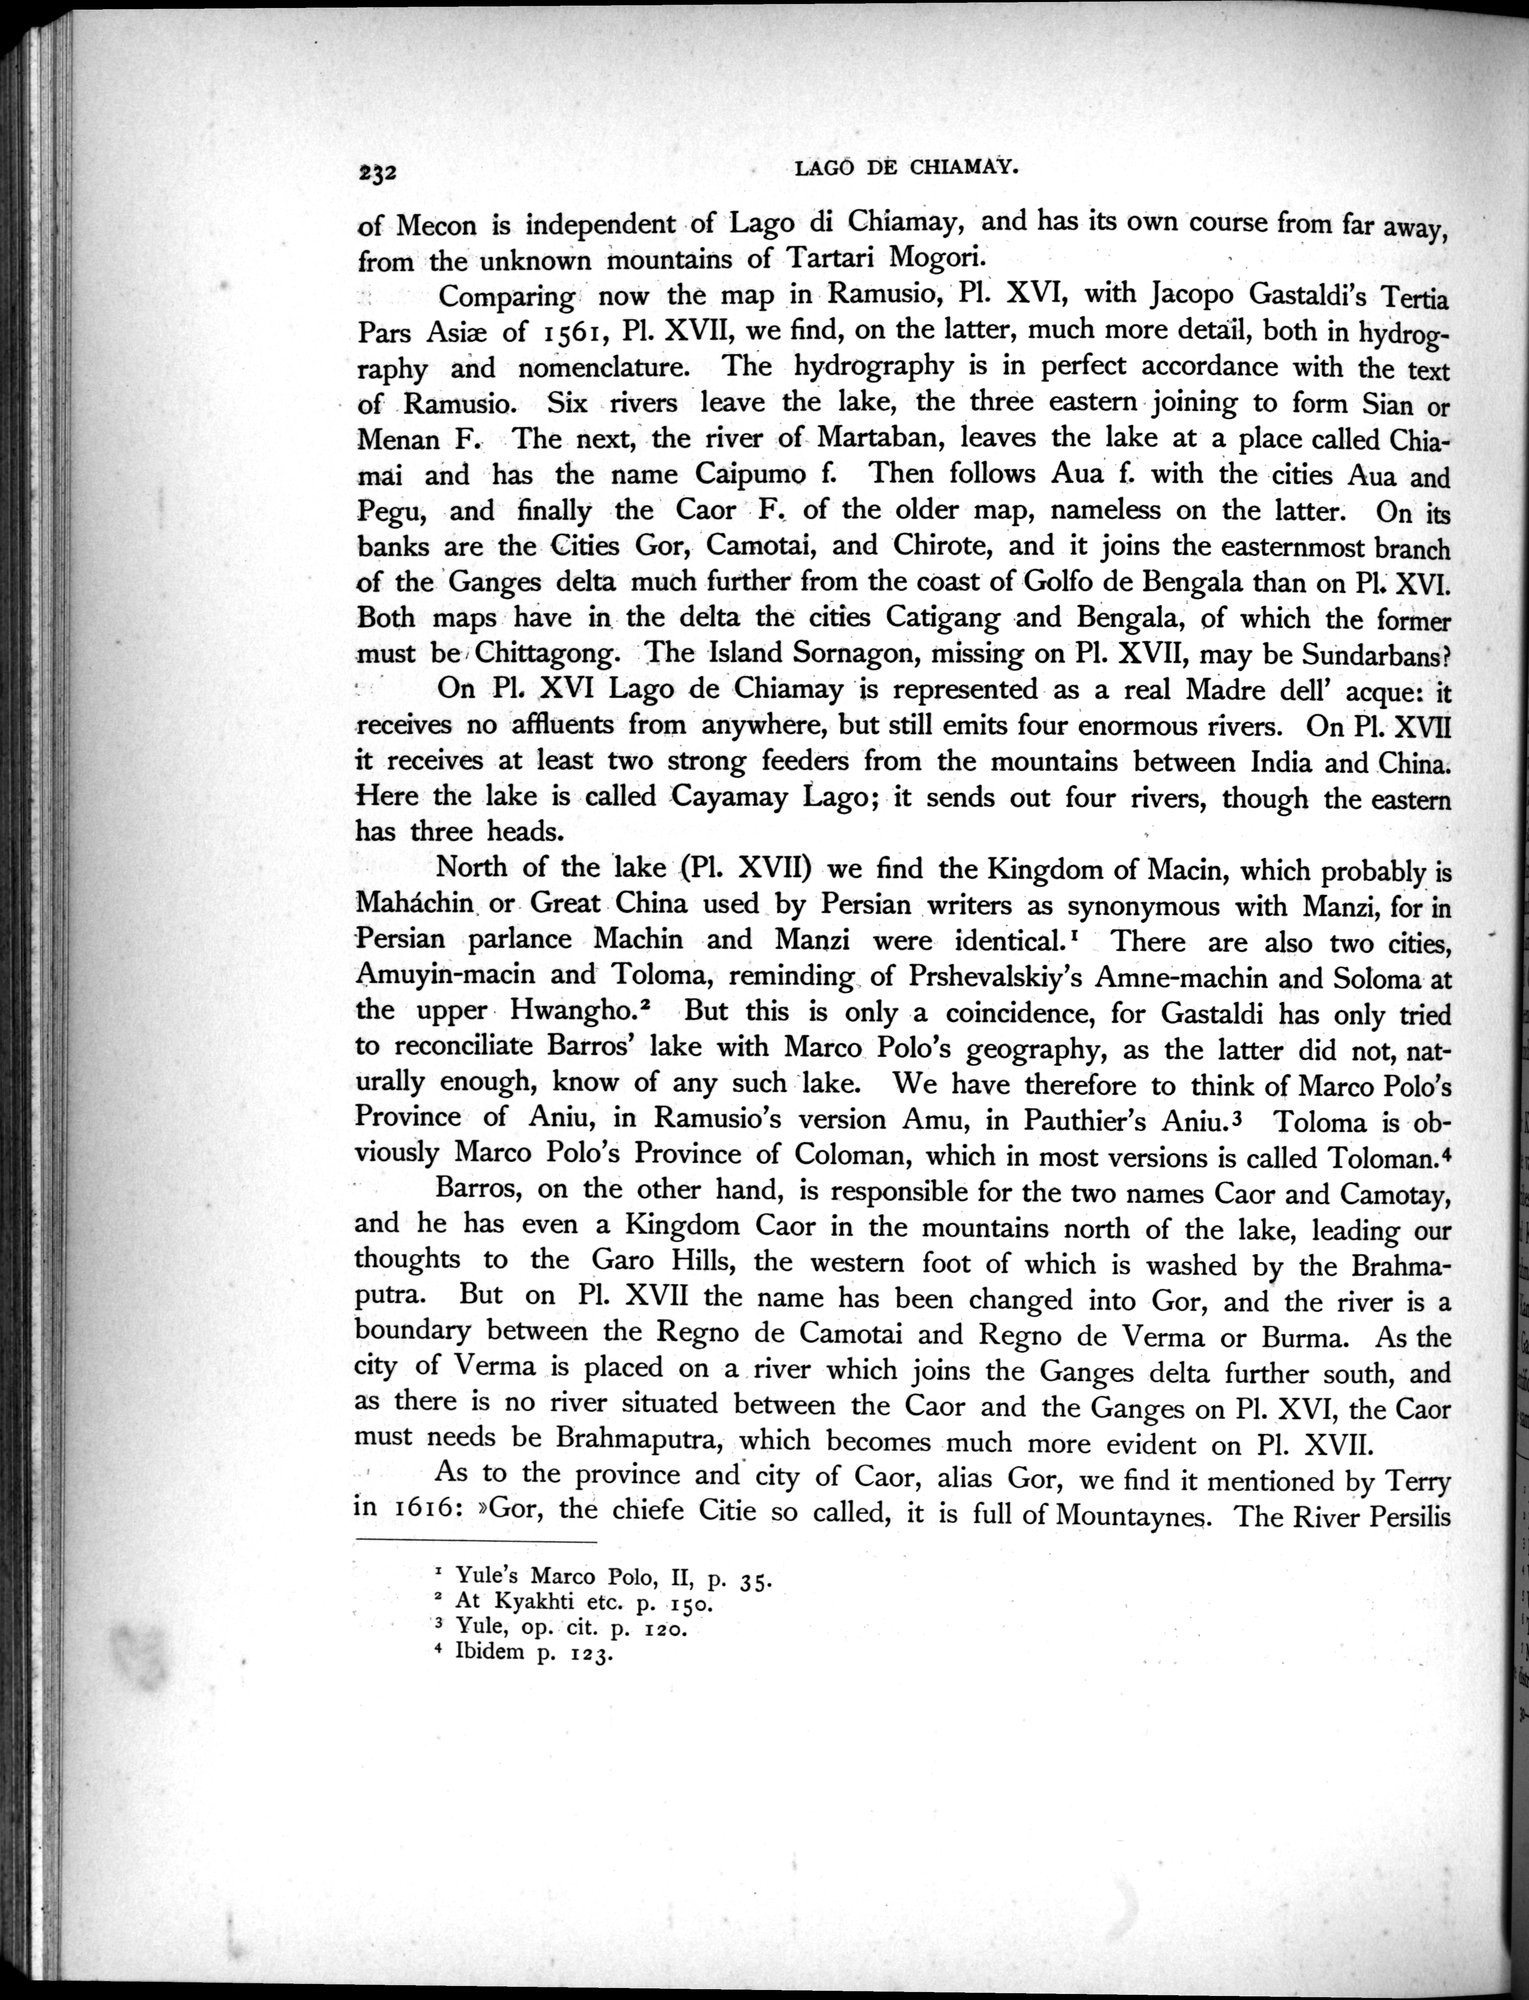 232
LAGO DE CHIAMAY.
of Mecon is independent of Lago di Chiamay, and has its own course from far away,
from the unknown mountains of Tartari Mogori.
Comparing now the map in Ramusio, Pl. XVI, with Jacopo Gastaldi's Tertia
Pars Asiæ of 1561, Pl. XVII, we find, on the latter, much more detail, both in hydrog-
raphy and nomenclature. The hydrography is in perfect accordance with the text
of Ramusio. Six rivers leave the lake, the three eastern joining to form Sian or
Menan F. The next, the river of Martaban, leaves the lake at a place called Chia-
mai and has the name Caipumo f. Then follows Aua f. with the cities Aua and
Pegu, and finally the Caor F. of the older map, nameless on the latter. On its
banks are the Cities Gor, Camotai, and Chirote, and it joins the easternmost branch
of the Ganges delta much further from the coast of Golfo de Bengala than on Pl. XVI.
Both maps have in the delta the cities Catigang and Bengala, of which the former
must be Chittagong. The Island Sornagon, missing on Pl. XVII, may be Sundarbans?
On Pl. XVI Lago de Chiamay is represented as a real Madre dell' acque: it
receives no affluents from anywhere, but still emits four enormous rivers. On Pl. XVII
it receives at least two strong feeders from the mountains between India and China.
Here the lake is called Cayamay Lago; it sends out four rivers, though the eastern
has three heads.
North of the lake (Pl. XVII) we find the Kingdom of Macin, which probably is
Maháchin or Great China used by Persian writers as synonymous with Manzi, for in
Persian parlance Machin and Manzi were identical.¹ There are also two cities,
Amuyin-macin and Toloma, reminding of Prshevalskiy's Amne-machin and Soloma at
the upper Hwangho.² But this is only a coincidence, for Gastaldi has only tried
to reconciliate Barros' lake with Marco Polo's geography, as the latter did not, nat-
urally enough, know of any such lake. We have therefore to think of Marco Polo's
Province of Aniu, in Ramusio's version Amu, in Pauthier's Aniu.³ Toloma is ob-
viously Marco Polo's Province of Coloman, which in most versions is called Toloman.⁴
Barros, on the other hand, is responsible for the two names Caor and Camotay,
and he has even a Kingdom Caor in the mountains north of the lake, leading our
thoughts to the Garo Hills, the western foot of which is washed by the Brahma-
putra. But on Pl. XVII the name has been changed into Gor, and the river is a
boundary between the Regno de Camotai and Regno de Verma or Burma. As the
city of Verma is placed on a river which joins the Ganges delta further south, and
as there is no river situated between the Caor and the Ganges on Pl. XVI, the Caor
must needs be Brahmaputra, which becomes much more evident on Pl. XVII.
As to the province and city of Caor, alias Gor, we find it mentioned by Terry
in 1616: »Gor, the chiefe Citie so called, it is full of Mountaynes. The River Persilis
¹ Yule's Marco Polo, II, p. 35.
² At Kyakhti etc. p. 150.
³ Yule, op. cit. p. 120.
⁴ Ibidem p. 123.